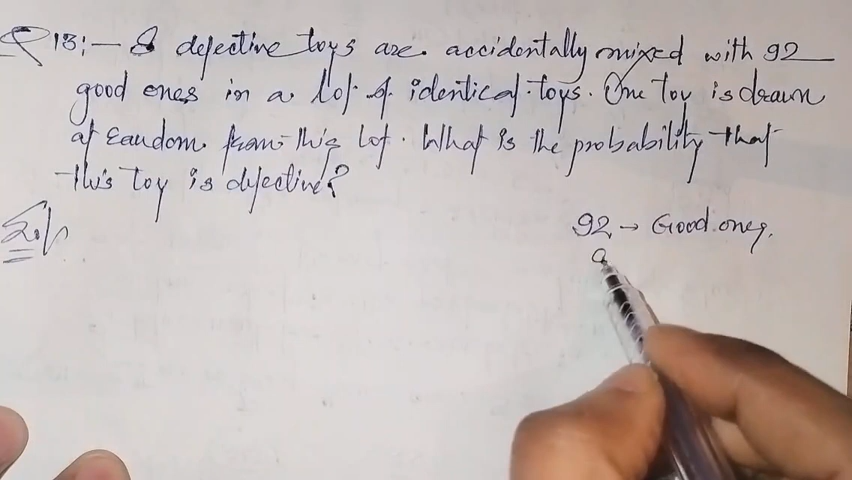 Q 13:- 8 defective toys are accidentally mixed with 92
good ones in a lot of identical toys. One toy is drawn
at random from this lot. What is the probability that
this toy is defective?
Sol.
92 → Good ones.